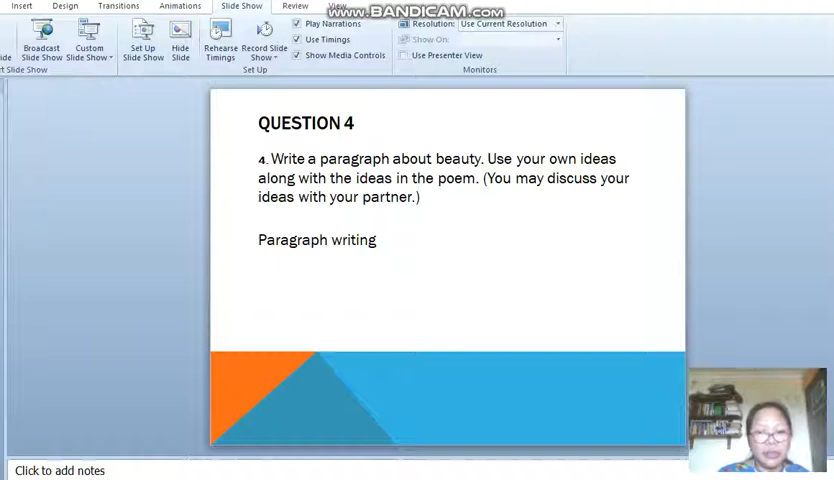 Insert Design Transitions Animations Slide Show Review View
www.BANDICAM.com
Play Narrations
Resolution: Use Current Resolution
Use Timings
Show On:
Broadcast Custom Set Up Hide Rehearse Record Slide
Show Media Controls
Use Presenter View
Slide Show Slide Show Slide Show Slide Timings Show
t Slide Show Set Up Monitors
QUESTION 4
4. Write a paragraph about beauty. Use your own ideas
along with the ideas in the poem. (You may discuss your
ideas with your partner.)
Paragraph writing
Click to add notes